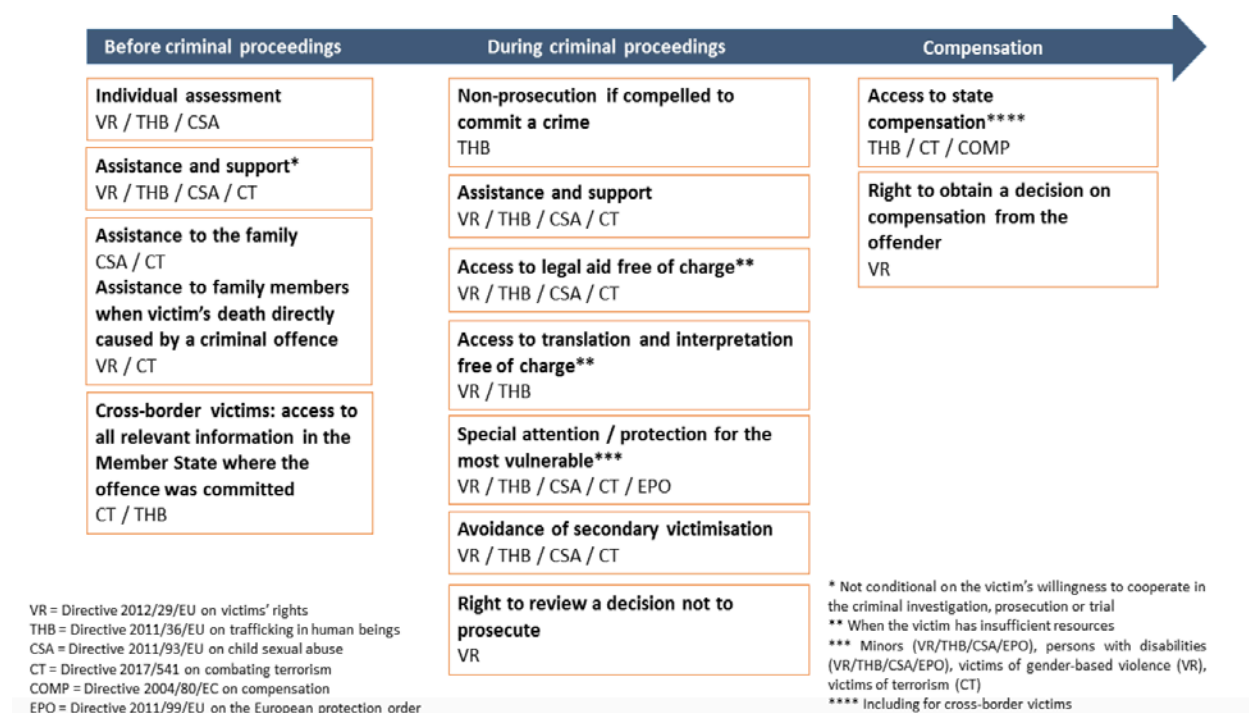 Before criminal proceedings
During criminal proceedings
Compensation
Individual assessment
VR / THB / CSA
Assistance and support*
VR / THB / CSA / CT
Assistance to the family
CSA / CT
Assistance to family members
when victim's death directly
caused by a criminal offence
VR / CT
Cross-border victims: access to
all relevant information in the
Member State where the
offence was committed
CT / THB
Non-prosecution if compelled to
commit a crime
THB
Assistance and support
VR / THB / CSA / CT
Access to legal aid free of charge**
VR / THB / CSA / CT
Access to translation and interpretation
free of charge**
VR / THB
Special attention / protection for the
most vulnerable***
VR / THB / CSA / CT / EPO
Avoidance of secondary victimisation
VR / THB / CSA / CT
Right to review a decision not to
prosecute
VR
Access to state
compensation****
THB / CT / COMP
Right to obtain a decision on
compensation from the
offender
VR
VR = Directive 2012/29/EU on victims' rights
THB = Directive 2011/36/EU on trafficking in human beings
CSA = Directive 2011/93/EU on child sexual abuse
CT = Directive 2017/541 on combating terrorism
COMP = Directive 2004/80/EC on compensation
EPO = Directive 2011/99/EU on the European protection order
* Not conditional on the victim's willingness to cooperate in
the criminal investigation, prosecution or trial
** When the victim has insufficient resources
*** Minors (VR/THB/CSA/EPO), persons with disabilities
(VR/THB/CSA/EPO), victims of gender-based violence (VR),
victims of terrorism (CT)
**** Including for cross-border victims